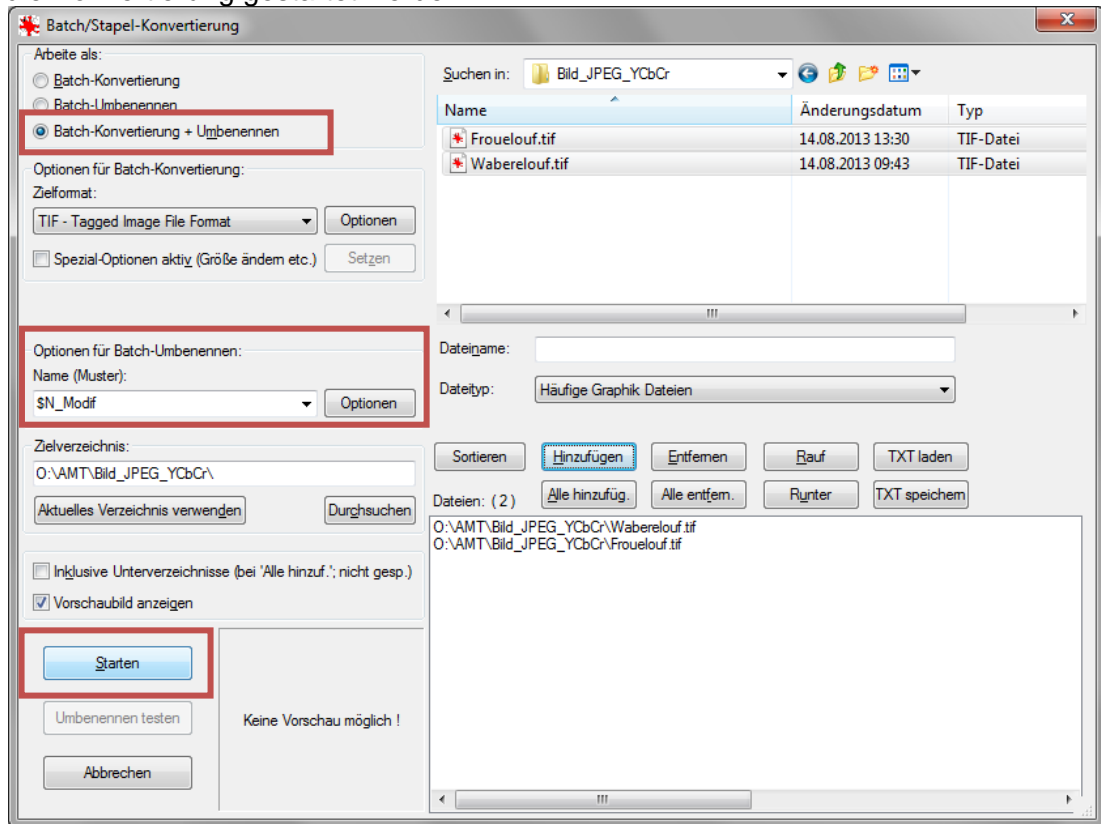 Batch/Stapel-Konvertierung
Arbeite als:
Batch-Konvertierung
Batch-Umbenennen
Batch-Konvertierung + Umbenennen
Optionen für Batch-Konvertierung:
Zielformat:
TIF - Tagged Image File Format
Optionen
Spezial-Optionen aktiv (Größe ändern etc.)
Setzen
Optionen für Batch-Umbenennen:
Name (Muster):
$N_Modif
Optionen
Zielverzeichnis:
O:\AMT\Bild_JPEG_YCbCr\
Aktuelles Verzeichnis verwenden
Durchsuchen
Inklusive Unterverzeichnisse (bei 'Alle hinzuf.'; nicht gesp.)
Vorschaubild anzeigen
Starten
Umbenennen testen
Abbrechen
Keine Vorschau möglich !
Suchen in:
Bild_JPEG_YCbCr
Name Änderungsdatum Typ
Frouelouf.tif 14.08.2013 13:30 TIF-Datei
Waberelouf.tif 14.08.2013 09:43 TIF-Datei
Dateiname:
Dateityp:
Häufige Graphik Dateien
Sortieren Hinzufügen Entfernen Rauf TXT laden
Dateien: ( 2 ) Alle hinzufüg. Alle entfern. Runter TXT speichern
O:\AMT\Bild_JPEG_YCbCr\Waberelouf.tif
O:\AMT\Bild_JPEG_YCbCr\Frouelouf.tif